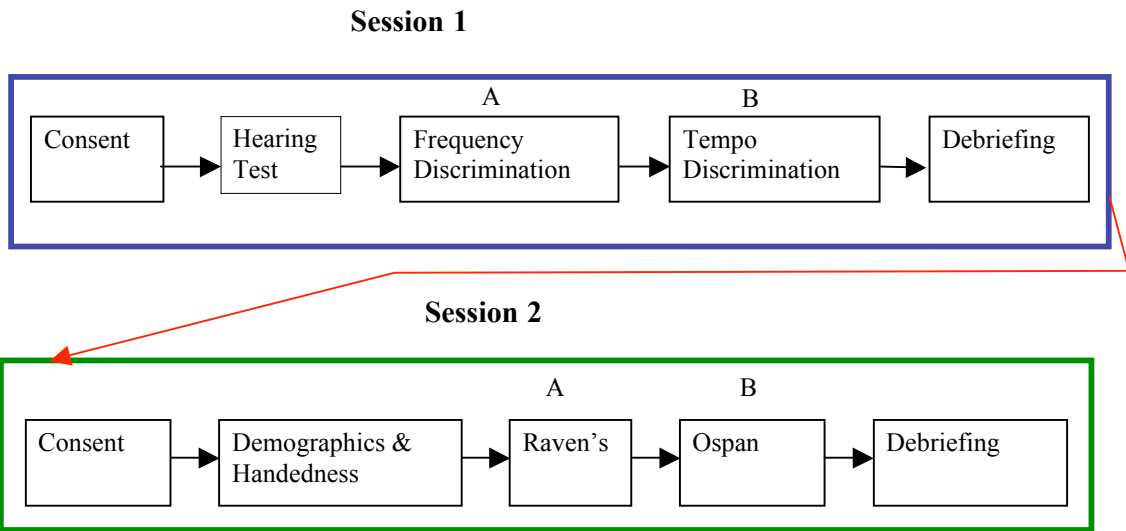 Session 1
A
B
Consent
Hearing
Test
Frequency
Discrimination
Tempo
Discrimination
Debriefing
Session 2
A
B
Consent
Demographics &
Handedness
Raven’s
Ospan
Debriefing